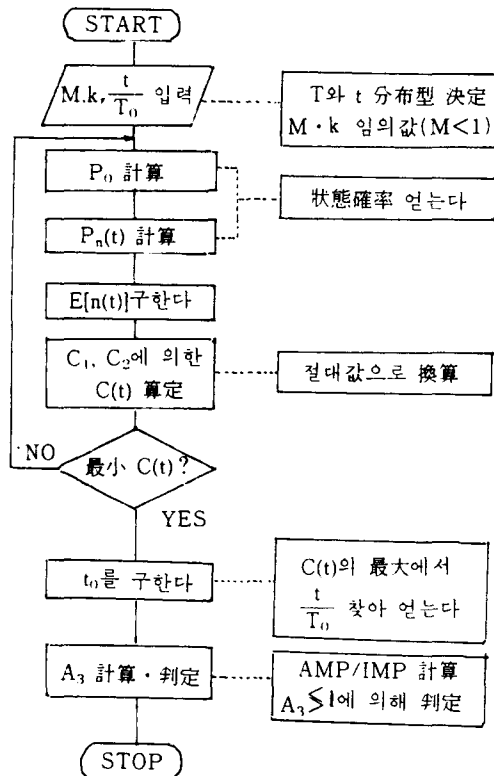 START
M.k, t/T₀ 입력
T와 t 분布型 決定
M · k 임의값(M<1)
P₀ 計算
狀態確率 얻는다
Pₙ(t) 計算
E[n(t)]구한다
C₁, C₂에 의한
C(t) 算定
절대값으로 換算
NO
最小 C(t)?
YES
t₀를 구한다
C(t)의 最大에서
t/T₀ 찾아 얻는다
A₃ 計算 · 判定
AMP/IMP 計算
A₃≶1에 의해 判定
STOP